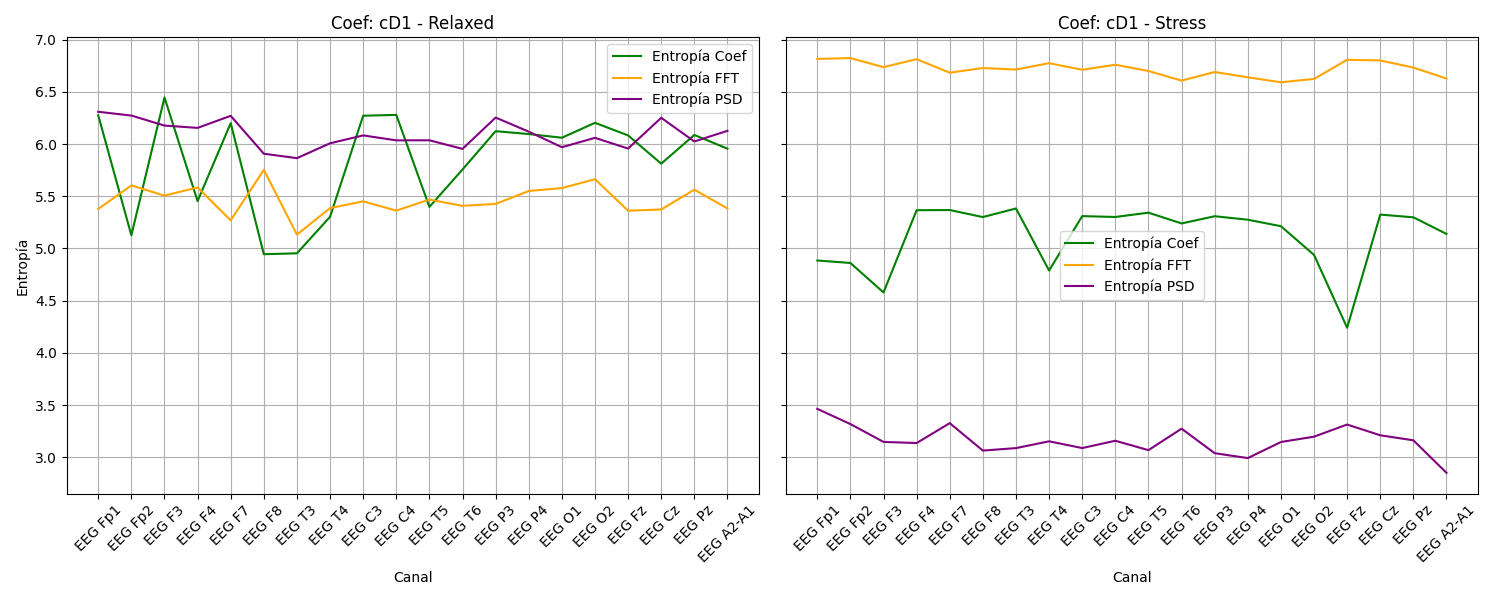 Coef: cD1 - Relaxed
Entropía
7.0
6.5
6.0
5.5
5.0
4.5
4.0
3.5
3.0
Entropía Coef
Entropía FFT
Entropía PSD
EEG Fp1
EEG Fp2
EEG F3
EEG F4
EEG F7
EEG F8
EEG T3
EEG T4
EEG C3
EEG C4
EEG T5
EEG T6
EEG P3
EEG P4
EEG O1
EEG O2
EEG Fz
EEG Cz
EEG Pz
EEG A2-A1
Canal
Coef: cD1 - Stress
Entropía Coef
Entropía FFT
Entropía PSD
EEG Fp1
EEG Fp2
EEG F3
EEG F4
EEG F7
EEG F8
EEG T3
EEG T4
EEG C3
EEG C4
EEG T5
EEG T6
EEG P3
EEG P4
EEG O1
EEG O2
EEG Fz
EEG Cz
EEG Pz
EEG A2-A1
Canal